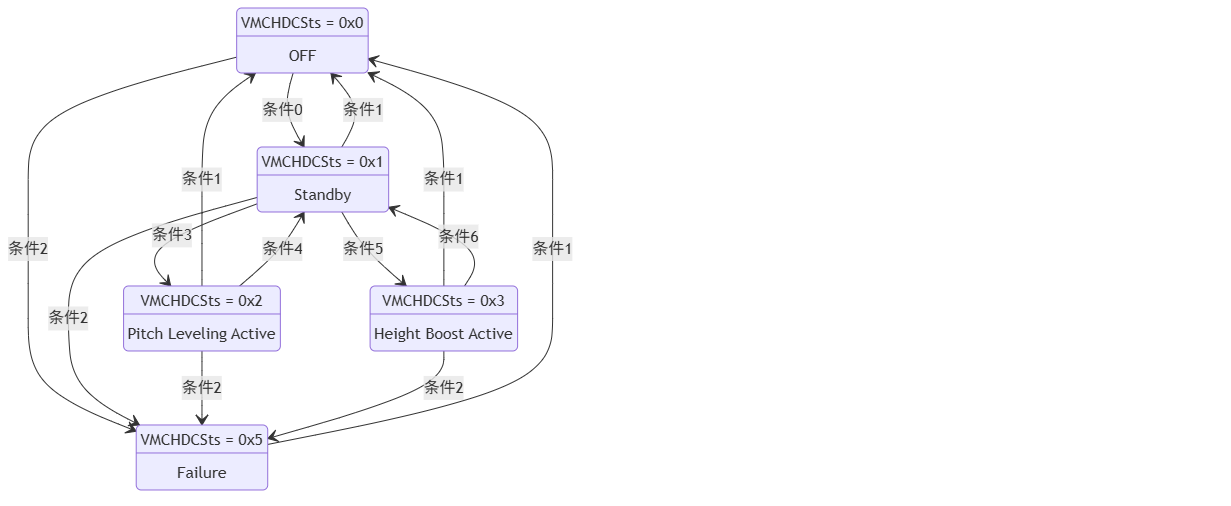 VMCHDCSts = 0x0
OFF
条件0
条件1
VMCHDCSts = 0x1
条件1
条件1
Standby
条件3
条件4
条件5
条件6
条件2
条件1
VMCHDCSts = 0x2
VMCHDCSts = 0x3
条件2
Pitch Leveling Active
Height Boost Active
条件2
条件2
VMCHDCSts = 0x5
Failure